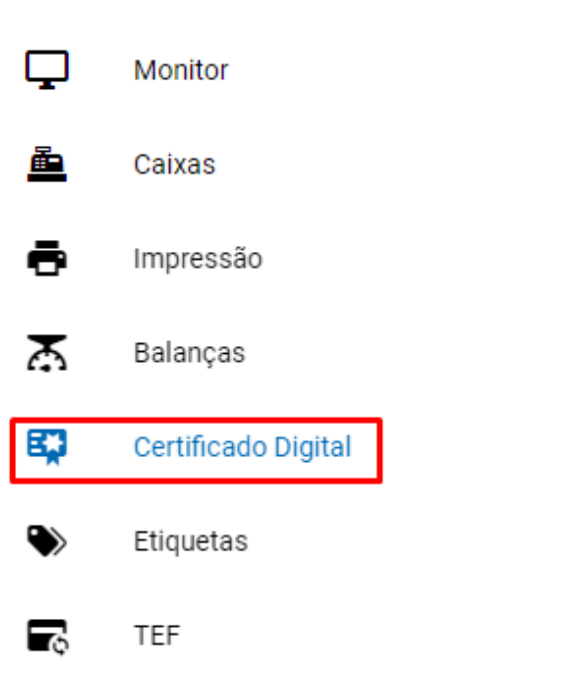 Monitor
Caixas
Impressão
Balanças
Certificado Digital
Etiquetas
TEF